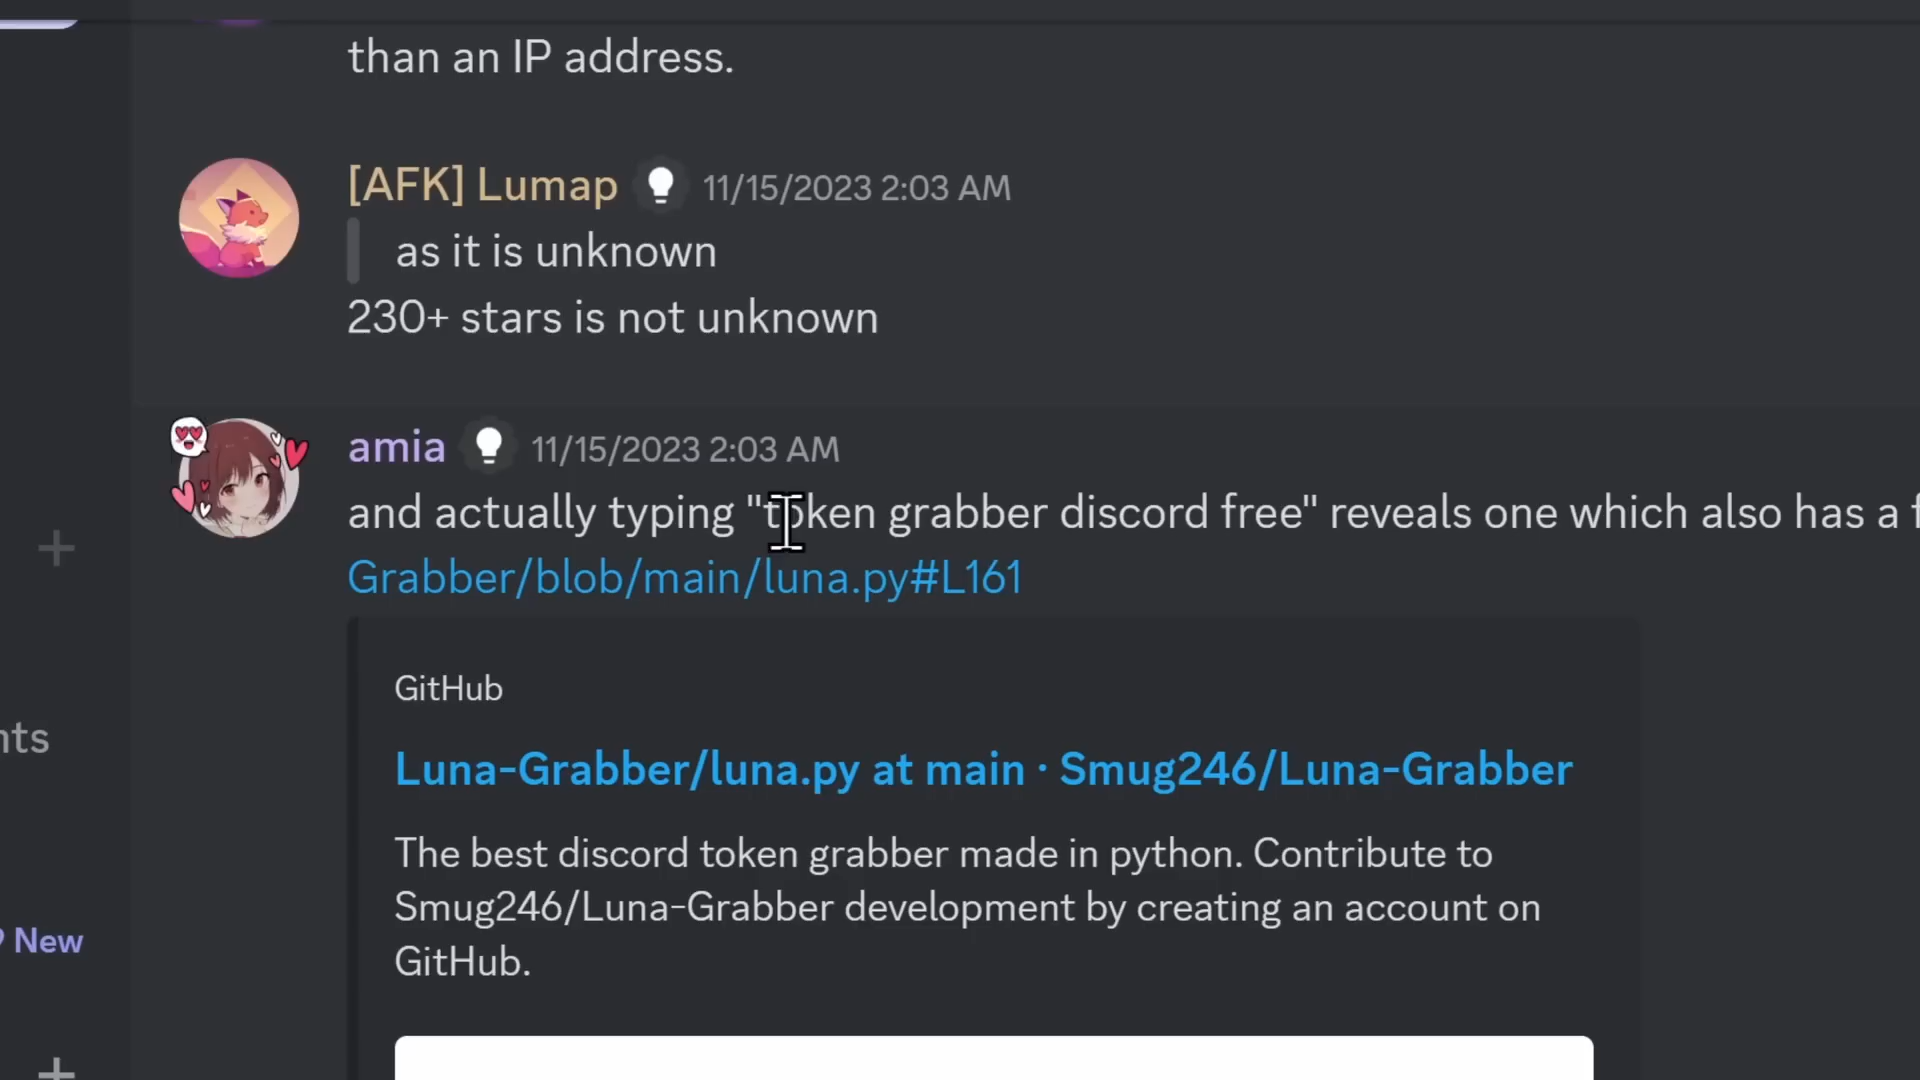 than an IP address.
[AFK] Lumap 11/15/2023 2:03 AM
as it is unknown
230+ stars is not unknown
amia 11/15/2023 2:03 AM
and actually typing "token grabber discord free" reveals one which also has a
Grabber/blob/main/luna.py#L161
GitHub
Luna-Grabber/luna.py at main · Smug246/Luna-Grabber
The best discord token grabber made in python. Contribute to
Smug246/Luna-Grabber development by creating an account on
GitHub.
nts
New